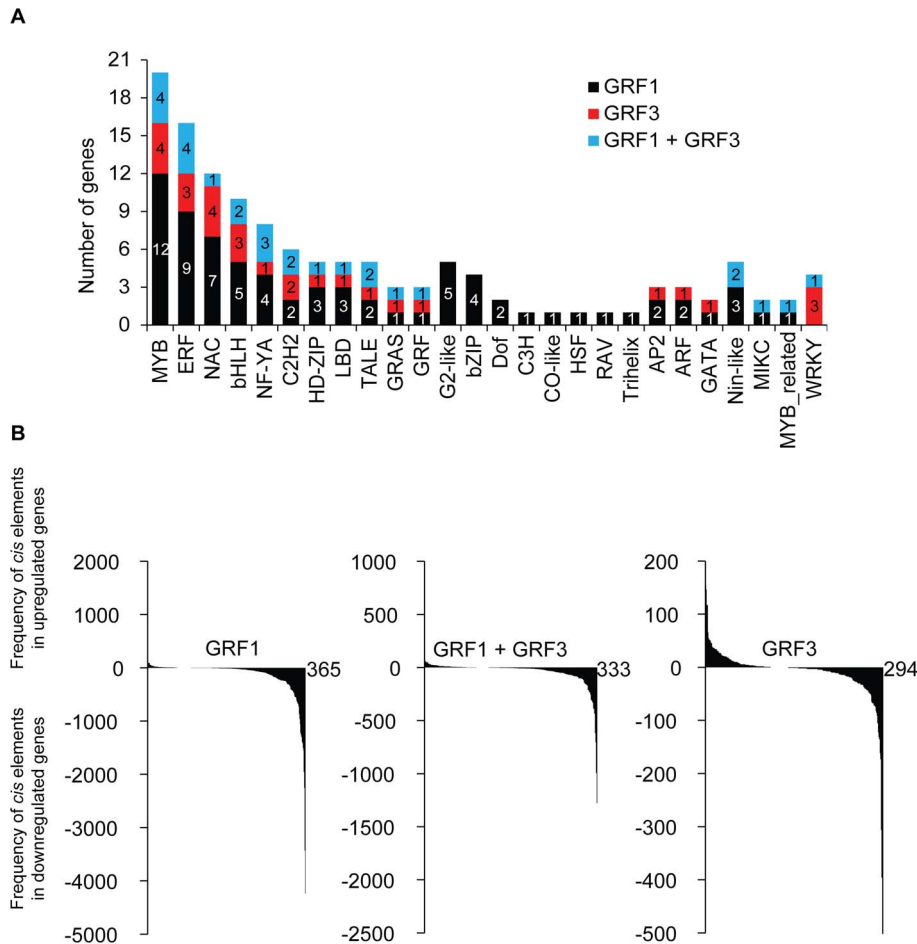 A
Number of genes
21
18
15
12
9
6
3
0
GRF1
GRF3
GRF1 + GRF3
4
4
12
4
3
9
1
4
7
2
3
5
3
1
4
2
2
2
1
1
3
1
1
3
2
1
2
1
1
1
1
1
1
5
4
2
1
1
1
1
1
1
2
1
2
1
1
2
3
1
1
1
1
1
3
MYB
ERF
NAC
bHLH
NF-YA
C2H2
HD-ZIP
LBD
TALE
GRAS
GRF
G2-like
bZIP
Dof
C3H
CO-like
HSF
RAV
Trihelix
AP2
ARF
GATA
Nin-like
MIKC
MYB_related
WRKY
B
Frequency of cis elements
in upregulated genes
Frequency of cis elements
in downregulated genes
2000
1000
0
-1000
-2000
-3000
-4000
-5000
GRF1
365
1000
500
0
-500
-1000
-1500
-2000
-2500
GRF1 + GRF3
333
200
100
0
-100
-200
-300
-400
-500
GRF3
294